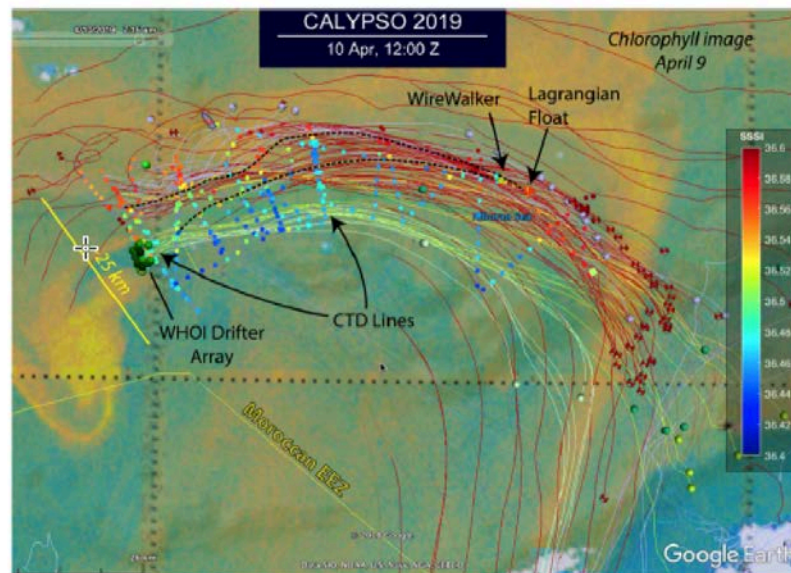 CALYPSO 2019
10 Apr, 12:00 Z
Chlorophyll image
April 9
WireWalker
Lagrangian
Float
SSS
36.6
36.58
36.56
36.54
36.52
36.5
36.48
36.46
36.44
36.42
36.4
25 km
WHOI Drifter
Array
CTD Lines
Moroccan EEZ
Google Earth